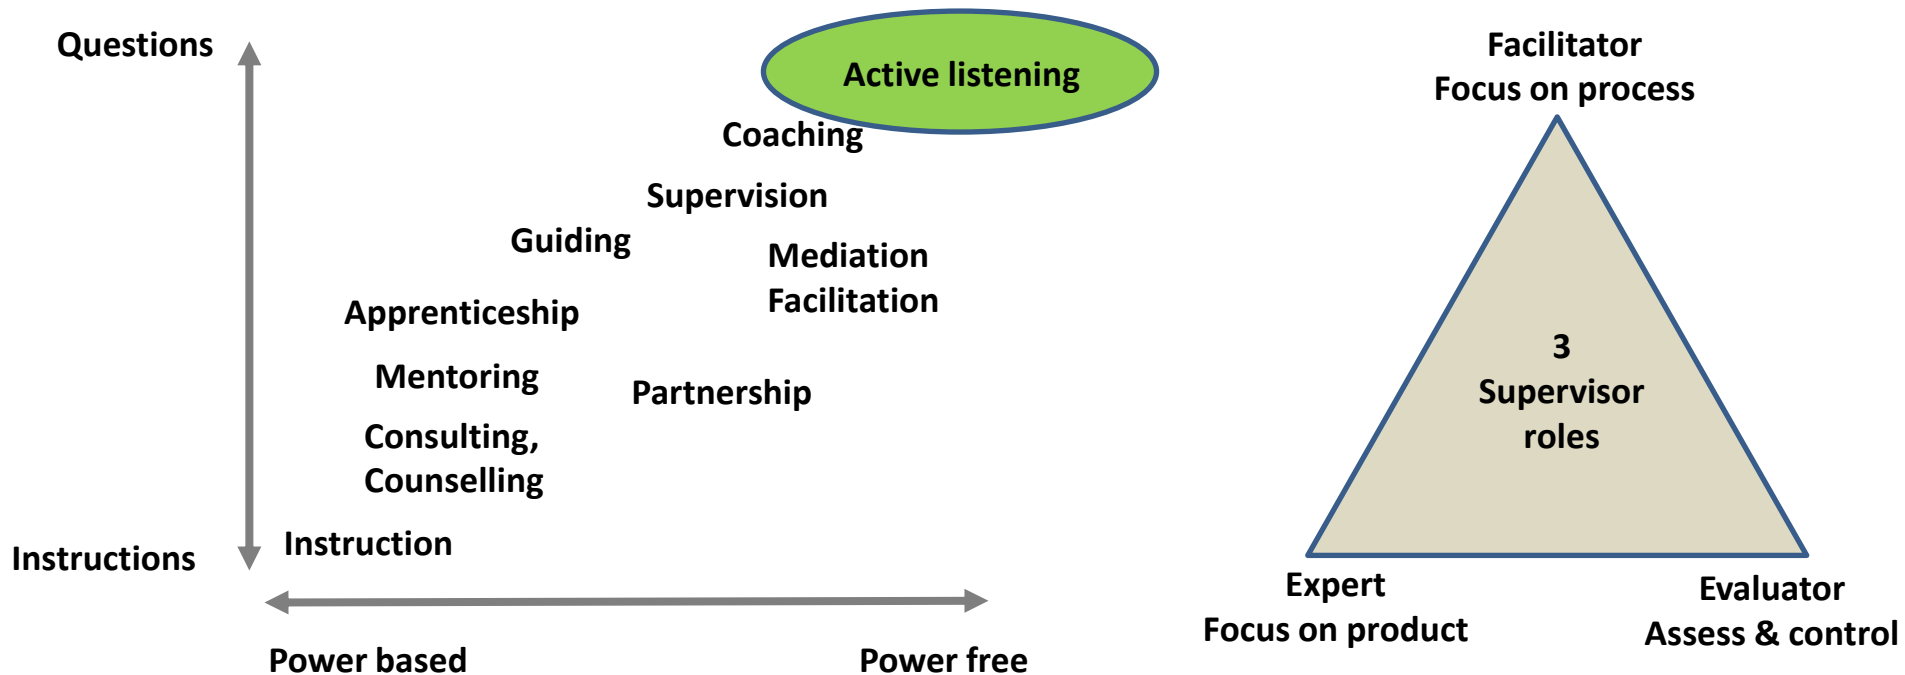 Questions
Active listening
Coaching
Supervision
Guiding
Mediation
Facilitation
Apprenticeship
Mentoring
Partnership
Consulting,
Counselling
Instructions
Instruction
Power based
Power free
Facilitator
Focus on process
3
Supervisor
roles
Expert
Focus on product
Evaluator
Assess & control